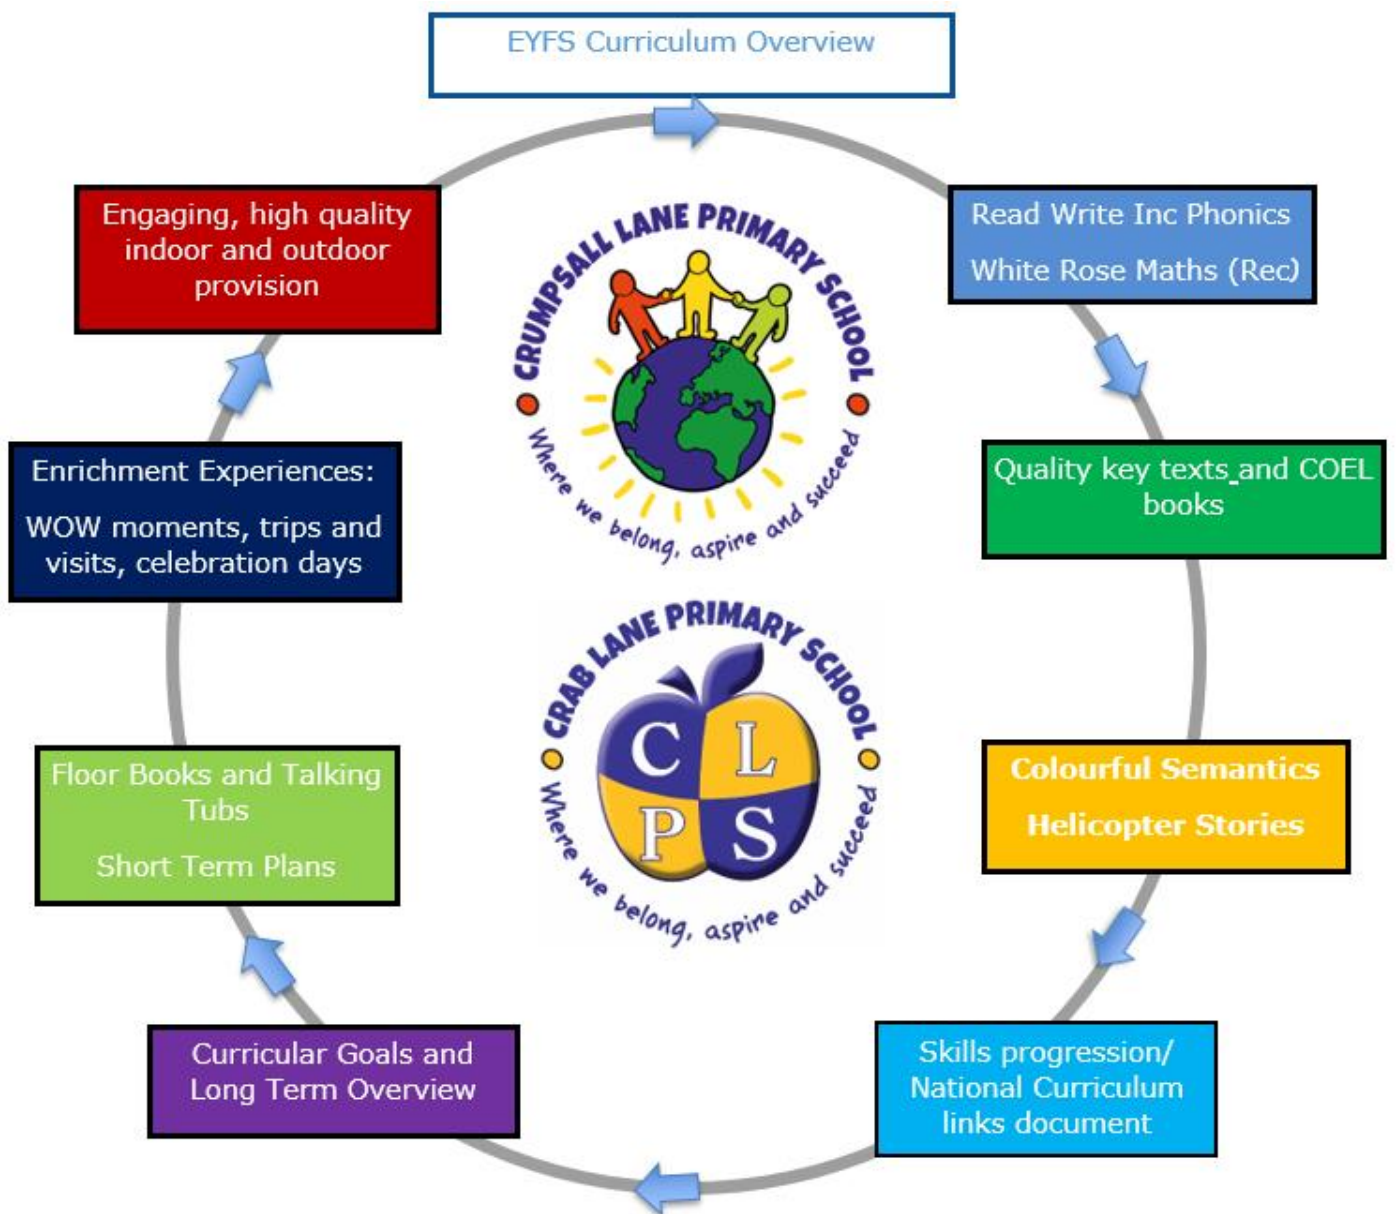 EYFS Curriculum Overview
Read Write Inc Phonics
White Rose Maths (Rec)
Quality key texts and COEL
books
Colourful Semantics
Helicopter Stories
Skills progression/
National Curriculum
links document
Curricular Goals and
Long Term Overview
Floor Books and Talking
Tubs
Short Term Plans
Enrichment Experiences:
WOW moments, trips and
visits, celebration days
Engaging, high quality
indoor and outdoor
provision
CRUMPSALL LANE PRIMARY SCHOOL
Where we belong, aspire and succeed
CRAB LANE PRIMARY SCHOOL
C L
P S
Where we belong, aspire and succeed